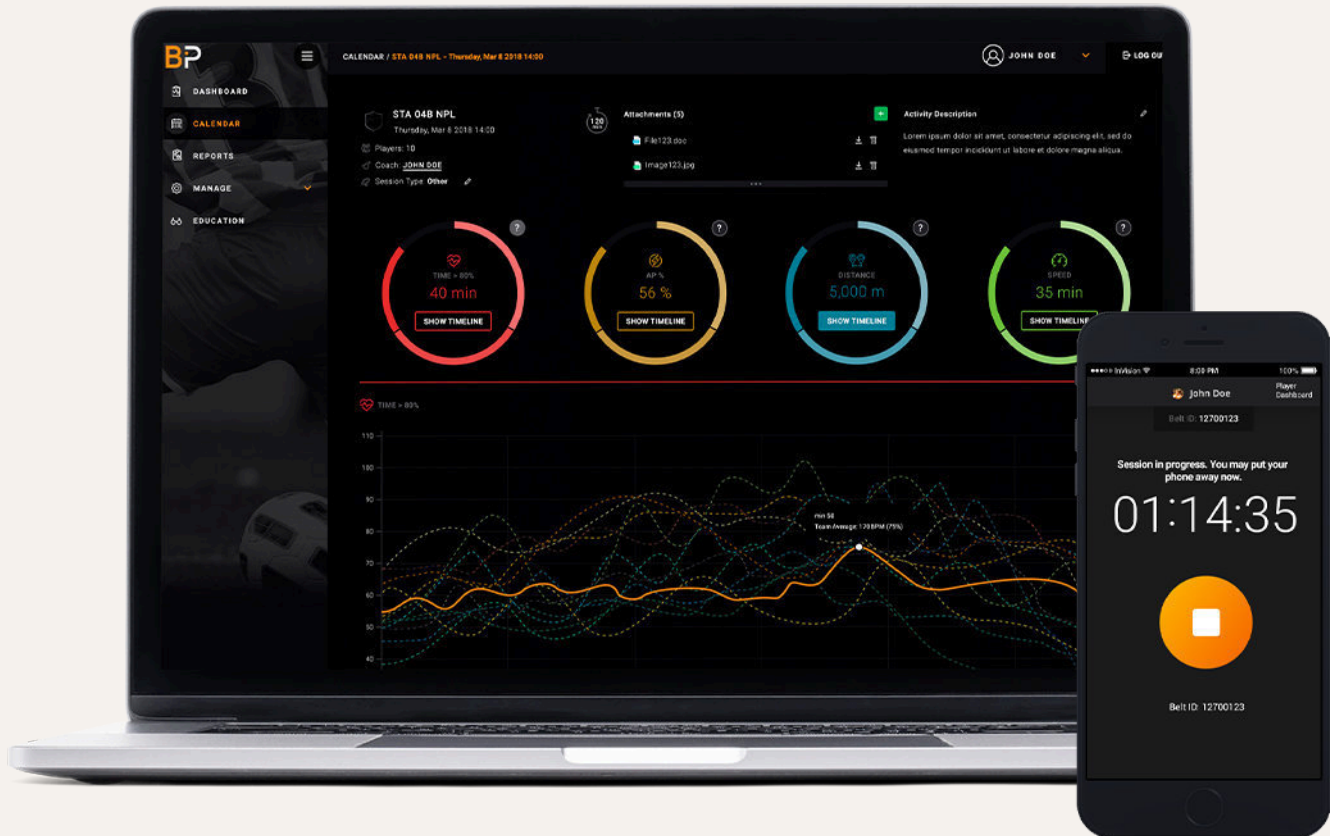 BP
CALENDAR / STA 04B NPL - Thursday, Mar 8 2018 14:00
JOHN DOE
LOG OU
DASHBOARD
CALENDAR
REPORTS
MANAGE
EDUCATION
STA 04B NPL
Thursday, Mar 8 2018 14:00
Players: 10
Coach: JOHN DOE
Session Type: Other
120
Attachments (5)
+
File123.doc
Image123.jpg
Activity Description
Lorem ipsum dolor sit amet, consectetur adipiscing elit, sed do
eiusmod tempor incididunt ut labore et dolore magna aliqua.
?
TIME > 80%
40 min
SHOW TIMELINE
?
AP %
56 %
SHOW TIMELINE
?
DISTANCE
5,000 m
SHOW TIMELINE
?
SPEED
35 min
SHOW TIMELINE
TIME > 80%
110
100
90
80
70
60
50
40
min 50
Team Average: 170 BPM (75%)
InVision
8:00 PM
100%
John Doe
Player
Dashboard
Belt ID: 12700123
Session in progress. You may put your
phone away now.
01:14:35
Belt ID: 12700123